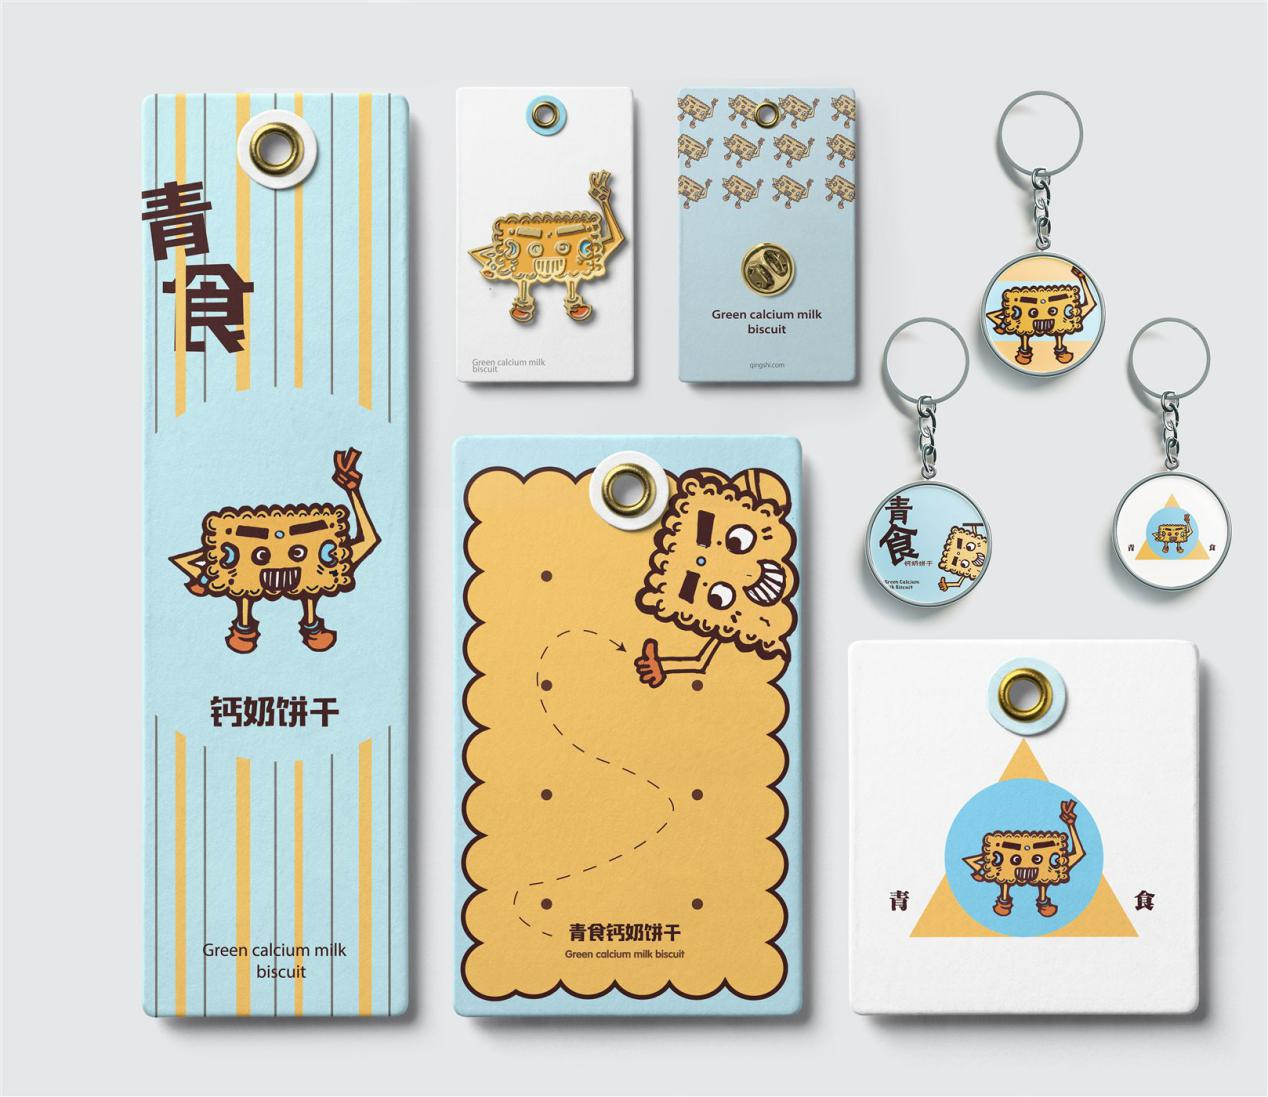 青
食
钙奶饼干
Green calcium milk
biscuit
Green calcium milk
biscuit
Green calcium milk
biscuit
qingshi.com
青食钙奶饼干
Green calcium milk biscuit
青
食
钙奶饼干
Green Calcium
Milk Biscuit
青
食
青
食